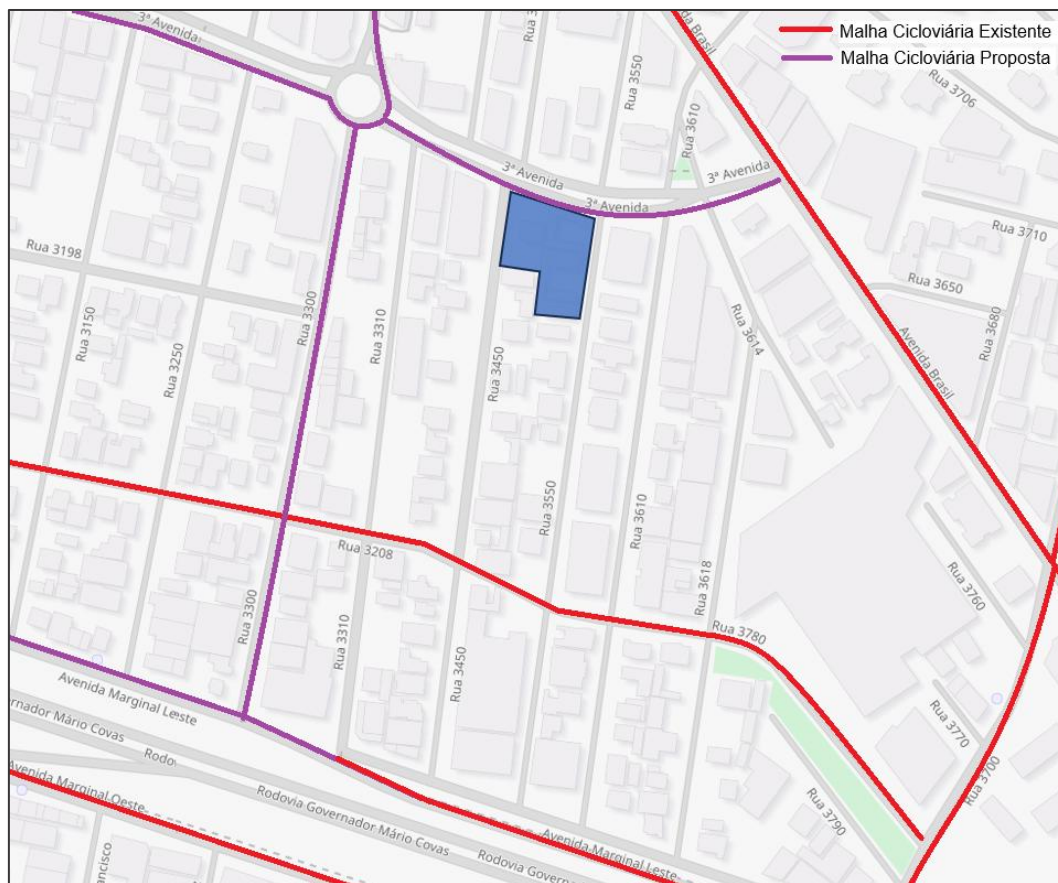 Malha Cicloviária Existente
Malha Cicloviária Proposta
3ª Avenida
Rua 3550
Rua 3610
Rua 3706
3ª Avenida
3ª Avenida
3ª Avenida
Rua 3710
Rua 3198
Rua 3300
Rua 3310
Rua 3150
Rua 3250
Rua 3450
Rua 3614
Rua 3650
Rua 3680
Avenida Brasil
Rua 3550
Rua 3610
Rua 3208
Rua 3618
Rua 3780
Rua 3760
Rua 3300
Rua 3310
Rua 3450
Avenida Marginal Leste
ernador Mário Covas
Rodov
Rua 3770
Rua 3700
Avenida Marginal Oeste
Rodovia Governador Mário Covas
Rua 3790
Avenida Marginal Leste
Rodovia Governad
ancisco